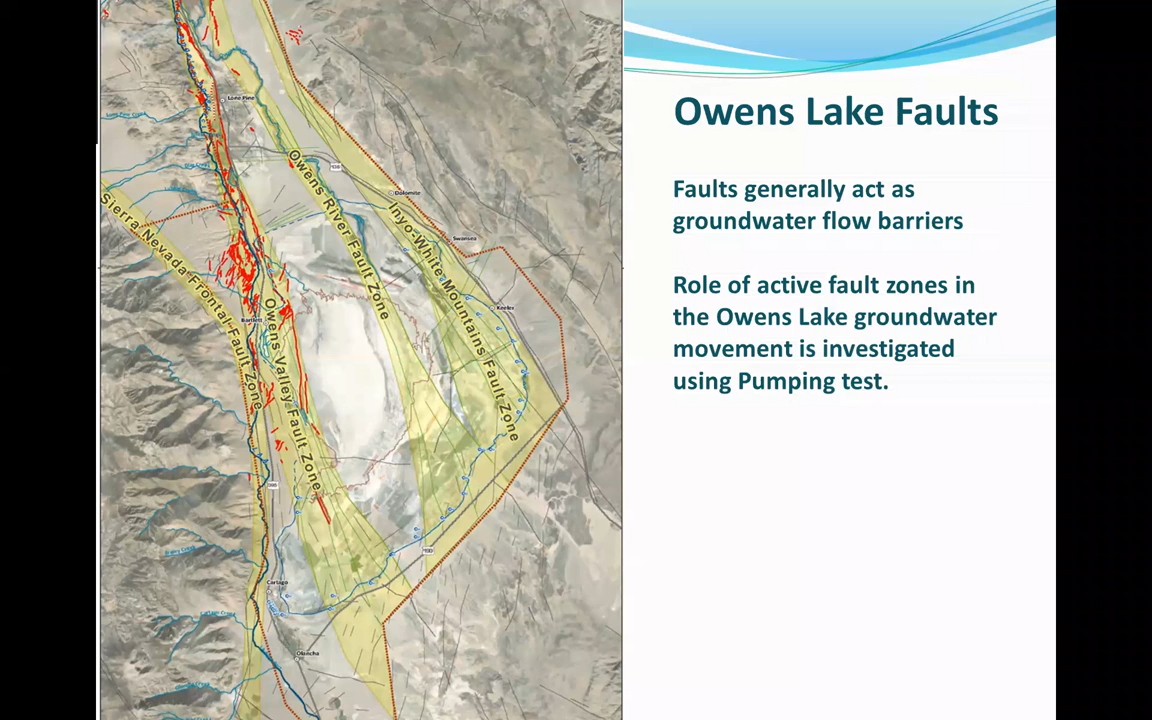 Owens Lake Faults
Faults generally act as
groundwater flow barriers
Role of active fault zones in
the Owens Lake groundwater
movement is investigated
using Pumping test.
Lone Pine
Owens River Fault Zone
Dolomite
Inyo-White Mountains Fault Zone
Swansea
Sierra Nevada Frontal Fault Zone
Keeler
Owens Valley Fault Zone
Bartlett
190
Cartago
Olancha